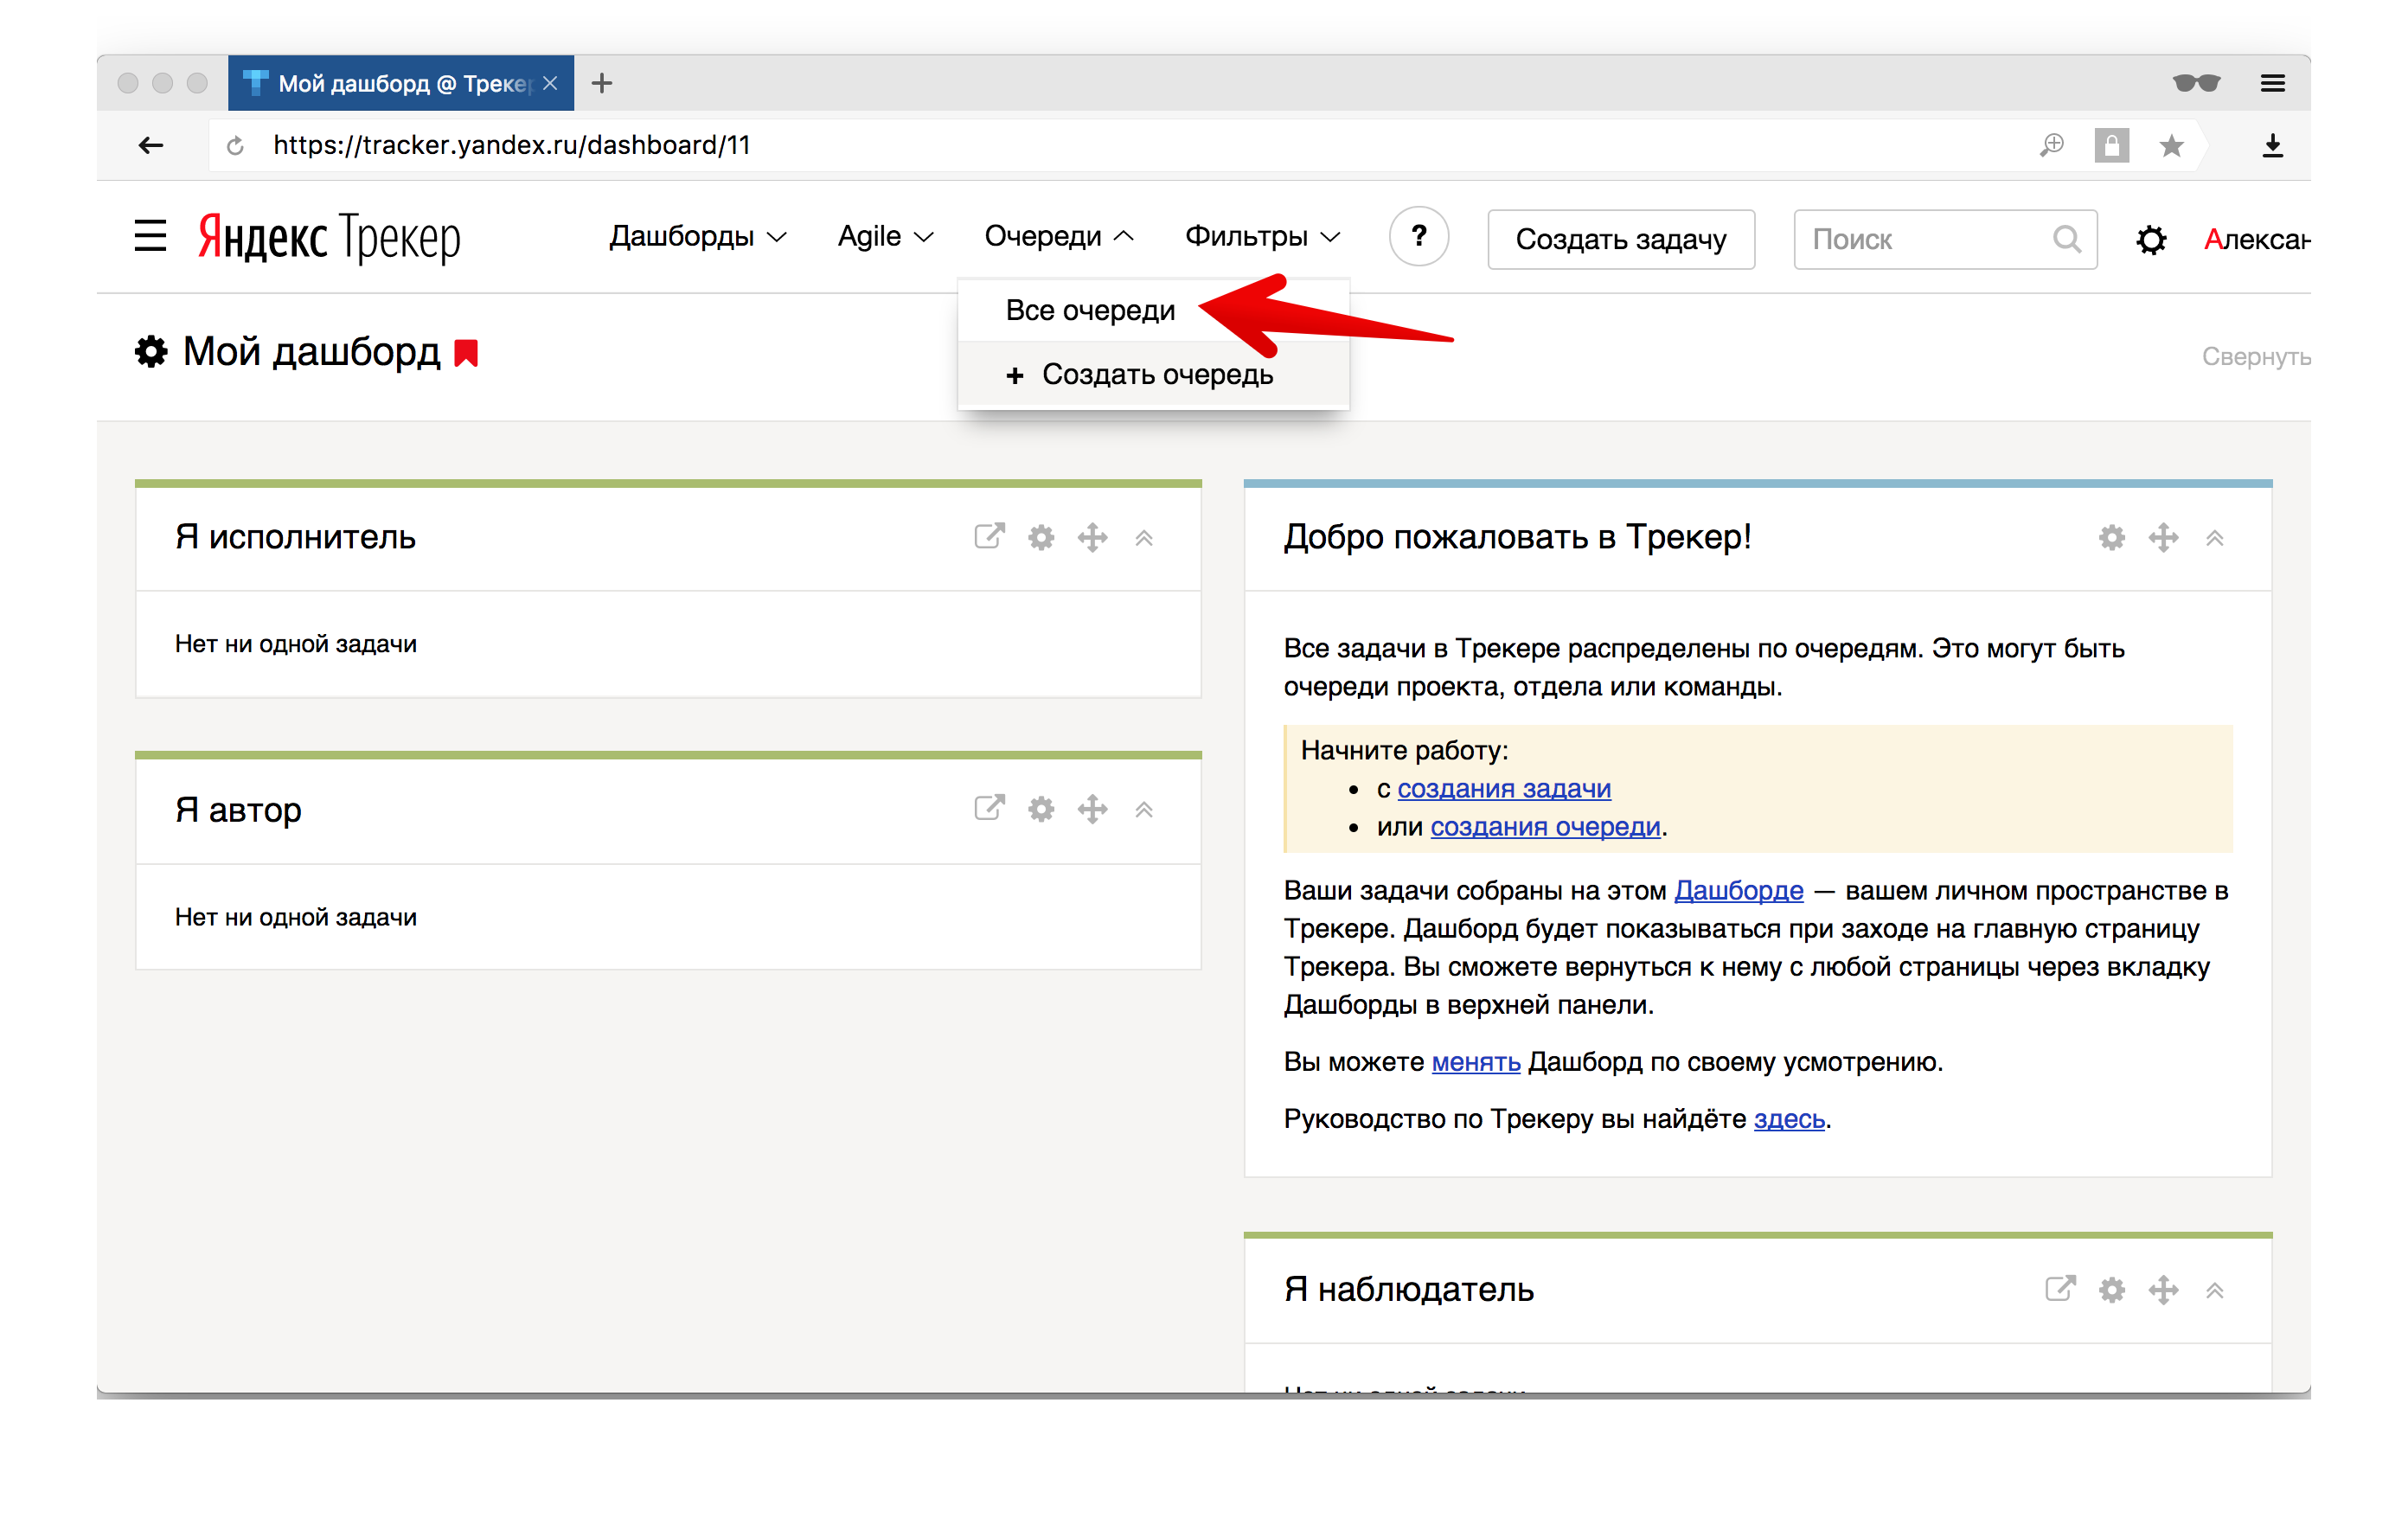 Мой дашборд @ Трекер
https://tracker.yandex.ru/dashboard/11
Яндекс Трекер
Дашборды
Agile
Очереди
Фильтры
?
Создать задачу
Поиск
Алексан
Все очереди
+ Создать очередь
Мой дашборд
Свернуть
Я исполнитель
Нет ни одной задачи
Я автор
Нет ни одной задачи
Добро пожаловать в Трекер!
Все задачи в Трекере распределены по очередям. Это могут быть
очереди проекта, отдела или команды.
Начните работу:
• с создания задачи
• или создания очереди.
Ваши задачи собраны на этом Дашборде — вашем личном пространстве в
Трекере. Дашборд будет показываться при заходе на главную страницу
Трекера. Вы сможете вернуться к нему с любой страницы через вкладку
Дашборды в верхней панели.
Вы можете менять Дашборд по своему усмотрению.
Руководство по Трекеру вы найдёте здесь.
Я наблюдатель
Нет ни одной задачи